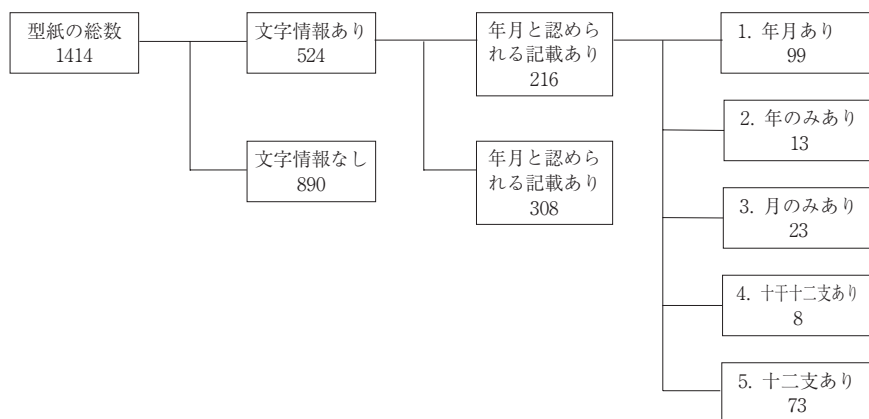 型紙の総数
1414
文字情報あり
524
文字情報なし
890
年月と認めら
れる記載あり
216
年月と認めら
れる記載あり
308
1. 年月あり
99
2. 年のみあり
13
3. 月のみあり
23
4. 十干十二支あり
8
5. 十二支あり
73